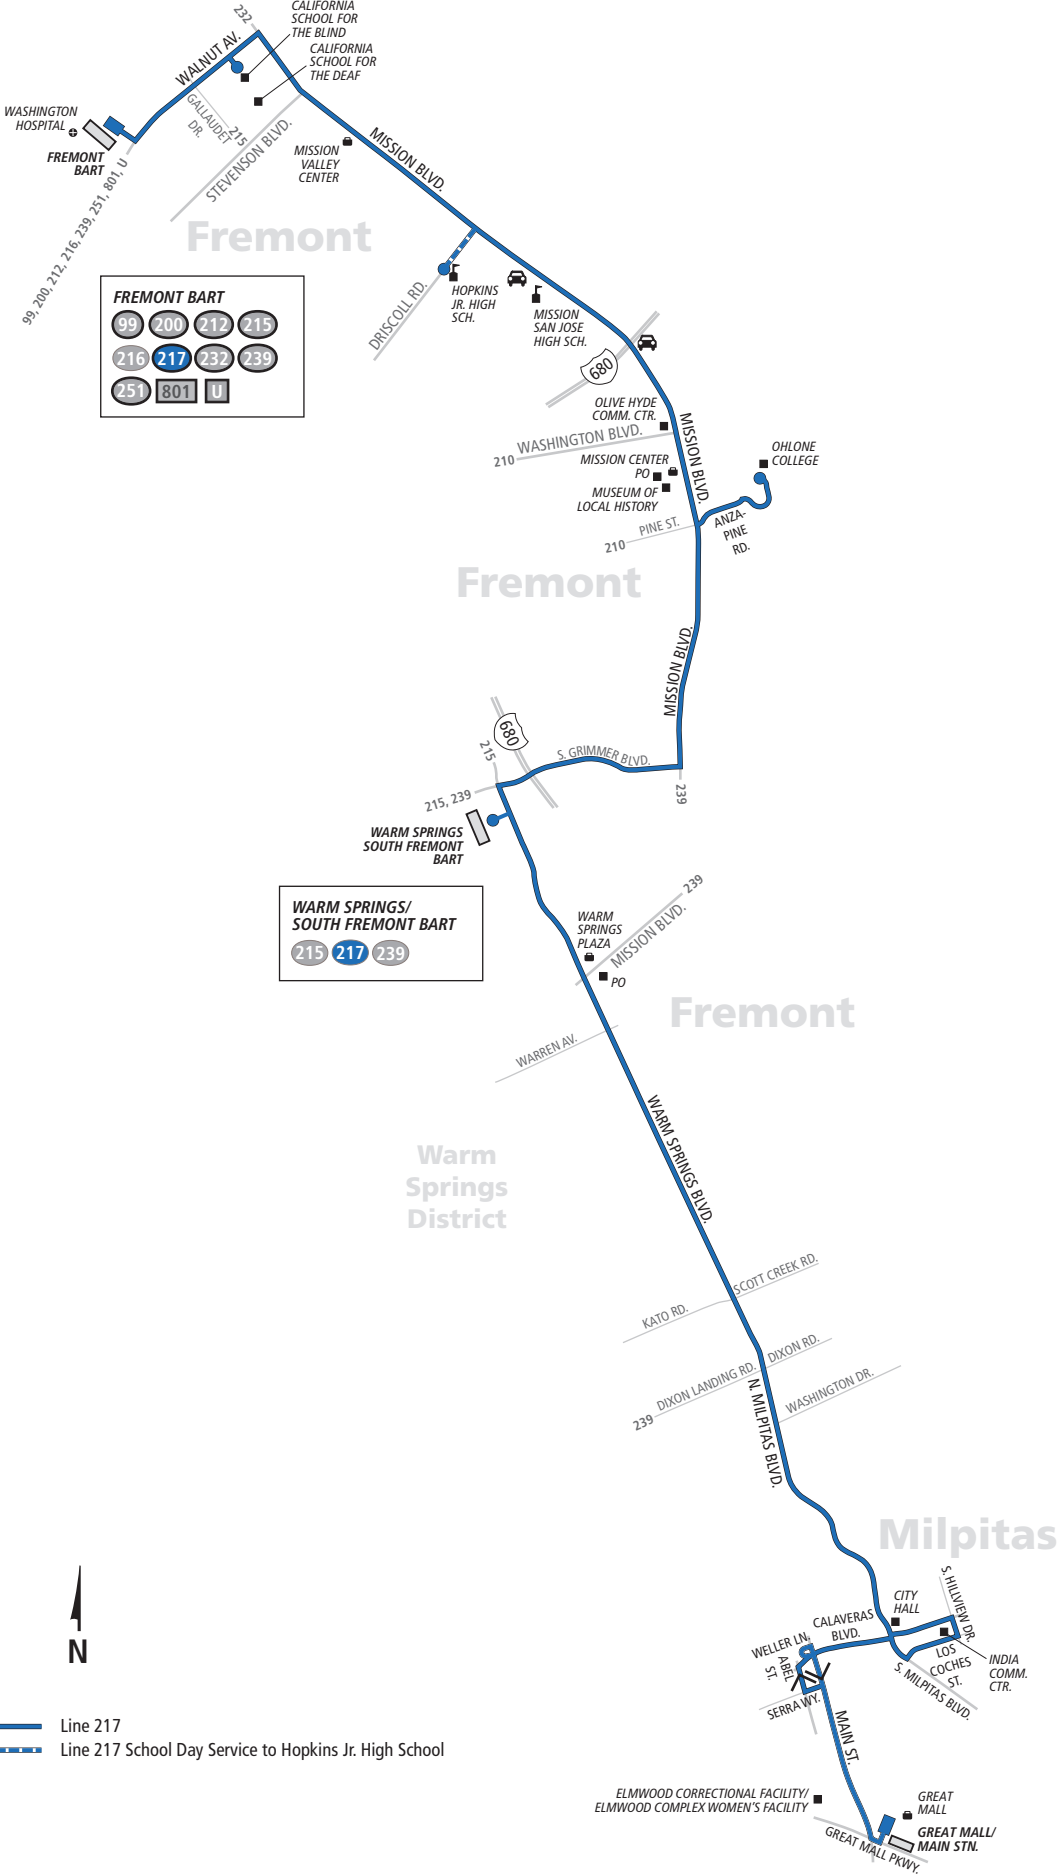 232
CALIFORNIA
SCHOOL FOR
THE BLIND
CALIFORNIA
SCHOOL FOR
THE DEAF
WALNUT AV.
GALLAUDET
DR.
215
STEVENSON BLVD.
WASHINGTON
HOSPITAL
FREMONT
BART
99, 200, 212, 216, 239, 251, 801, U
MISSION
VALLEY
CENTER
MISSION BLVD.
Fremont
FREMONT BART
99 200 212 215
216 217 232 239
251 801 U
DRISCOLL RD.
HOPKINS
JR. HIGH
SCH.
MISSION
SAN JOSE
HIGH SCH.
680
OLIVE HYDE
COMM. CTR.
210
WASHINGTON BLVD.
MISSION BLVD.
MISSION CENTER
PO
MUSEUM OF
LOCAL HISTORY
OHLONE
COLLEGE
ANZA-
PINE
RD.
210
PINE ST.
Fremont
MISSION BLVD.
680
215
S. GRIMMER BLVD.
239
215, 239
WARM SPRINGS
SOUTH FREMONT
BART
WARM SPRINGS/
SOUTH FREMONT BART
215 217 239
239
MISSION BLVD.
WARM
SPRINGS
PLAZA
PO
Fremont
WARREN AV.
WARM SPRINGS BLVD.
Warm
Springs
District
SCOTT CREEK RD.
KATO RD.
DIXON RD.
DIXON LANDING RD.
239
WASHINGTON DR.
N. MILPITAS BLVD.
Milpitas
N
S. HILLVIEW DR.
CITY
HALL
CALAVERAS
BLVD.
WELLER LN.
ABEL
ST.
LOS
COCHES
ST.
INDIA
COMM.
CTR.
S. MILPITAS BLVD.
SERRA WY.
MAIN ST.
Line 217
Line 217 School Day Service to Hopkins Jr. High School
ELMWOOD CORRECTIONAL FACILITY/
ELMWOOD COMPLEX WOMEN'S FACILITY
GREAT
MALL
GREAT MALL/
MAIN STN.
GREAT MALL PKWY.